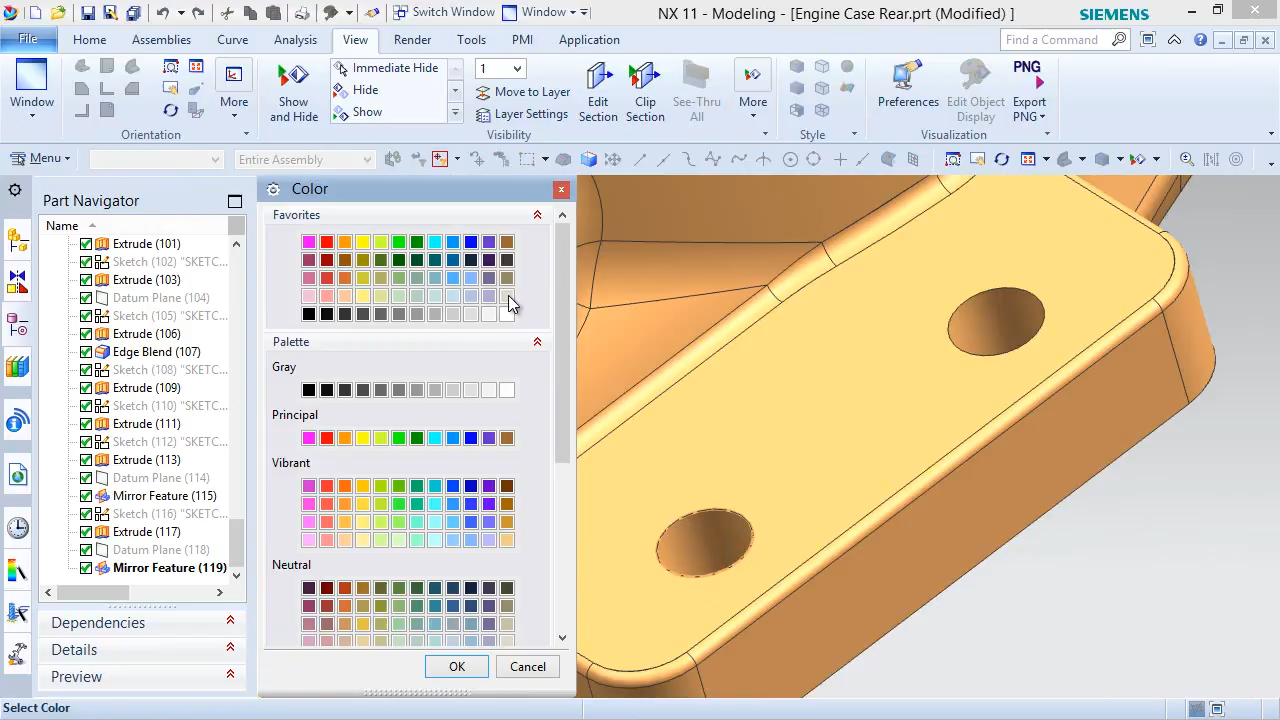 Switch Window Window NX 11 - Modeling - [Engine Case Rear.prt (Modified) ] SIEMENS
File Home Assemblies Curve Analysis View Render Tools PMI Application Find a Command
Window
More
Show and Hide
Immediate Hide
Hide
Show
1
Move to Layer
Layer Settings
Edit Section
Clip Section
See-Thru All
More
Preferences
Edit Object Display
PNG
Export PNG
Orientation Visibility Style Visualization
Menu Entire Assembly
Part Navigator
Name
Extrude (101)
Sketch (102) "SKETC...
Extrude (103)
Datum Plane (104)
Sketch (105) "SKETC...
Extrude (106)
Edge Blend (107)
Sketch (108) "SKETC...
Extrude (109)
Sketch (110) "SKETC...
Extrude (111)
Sketch (112) "SKETC...
Extrude (113)
Datum Plane (114)
Mirror Feature (115)
Sketch (116) "SKETC...
Extrude (117)
Datum Plane (118)
Mirror Feature (119)
Dependencies
Details
Preview
Color
Favorites
Palette
Gray
Principal
Vibrant
Neutral
OK Cancel
Select Color